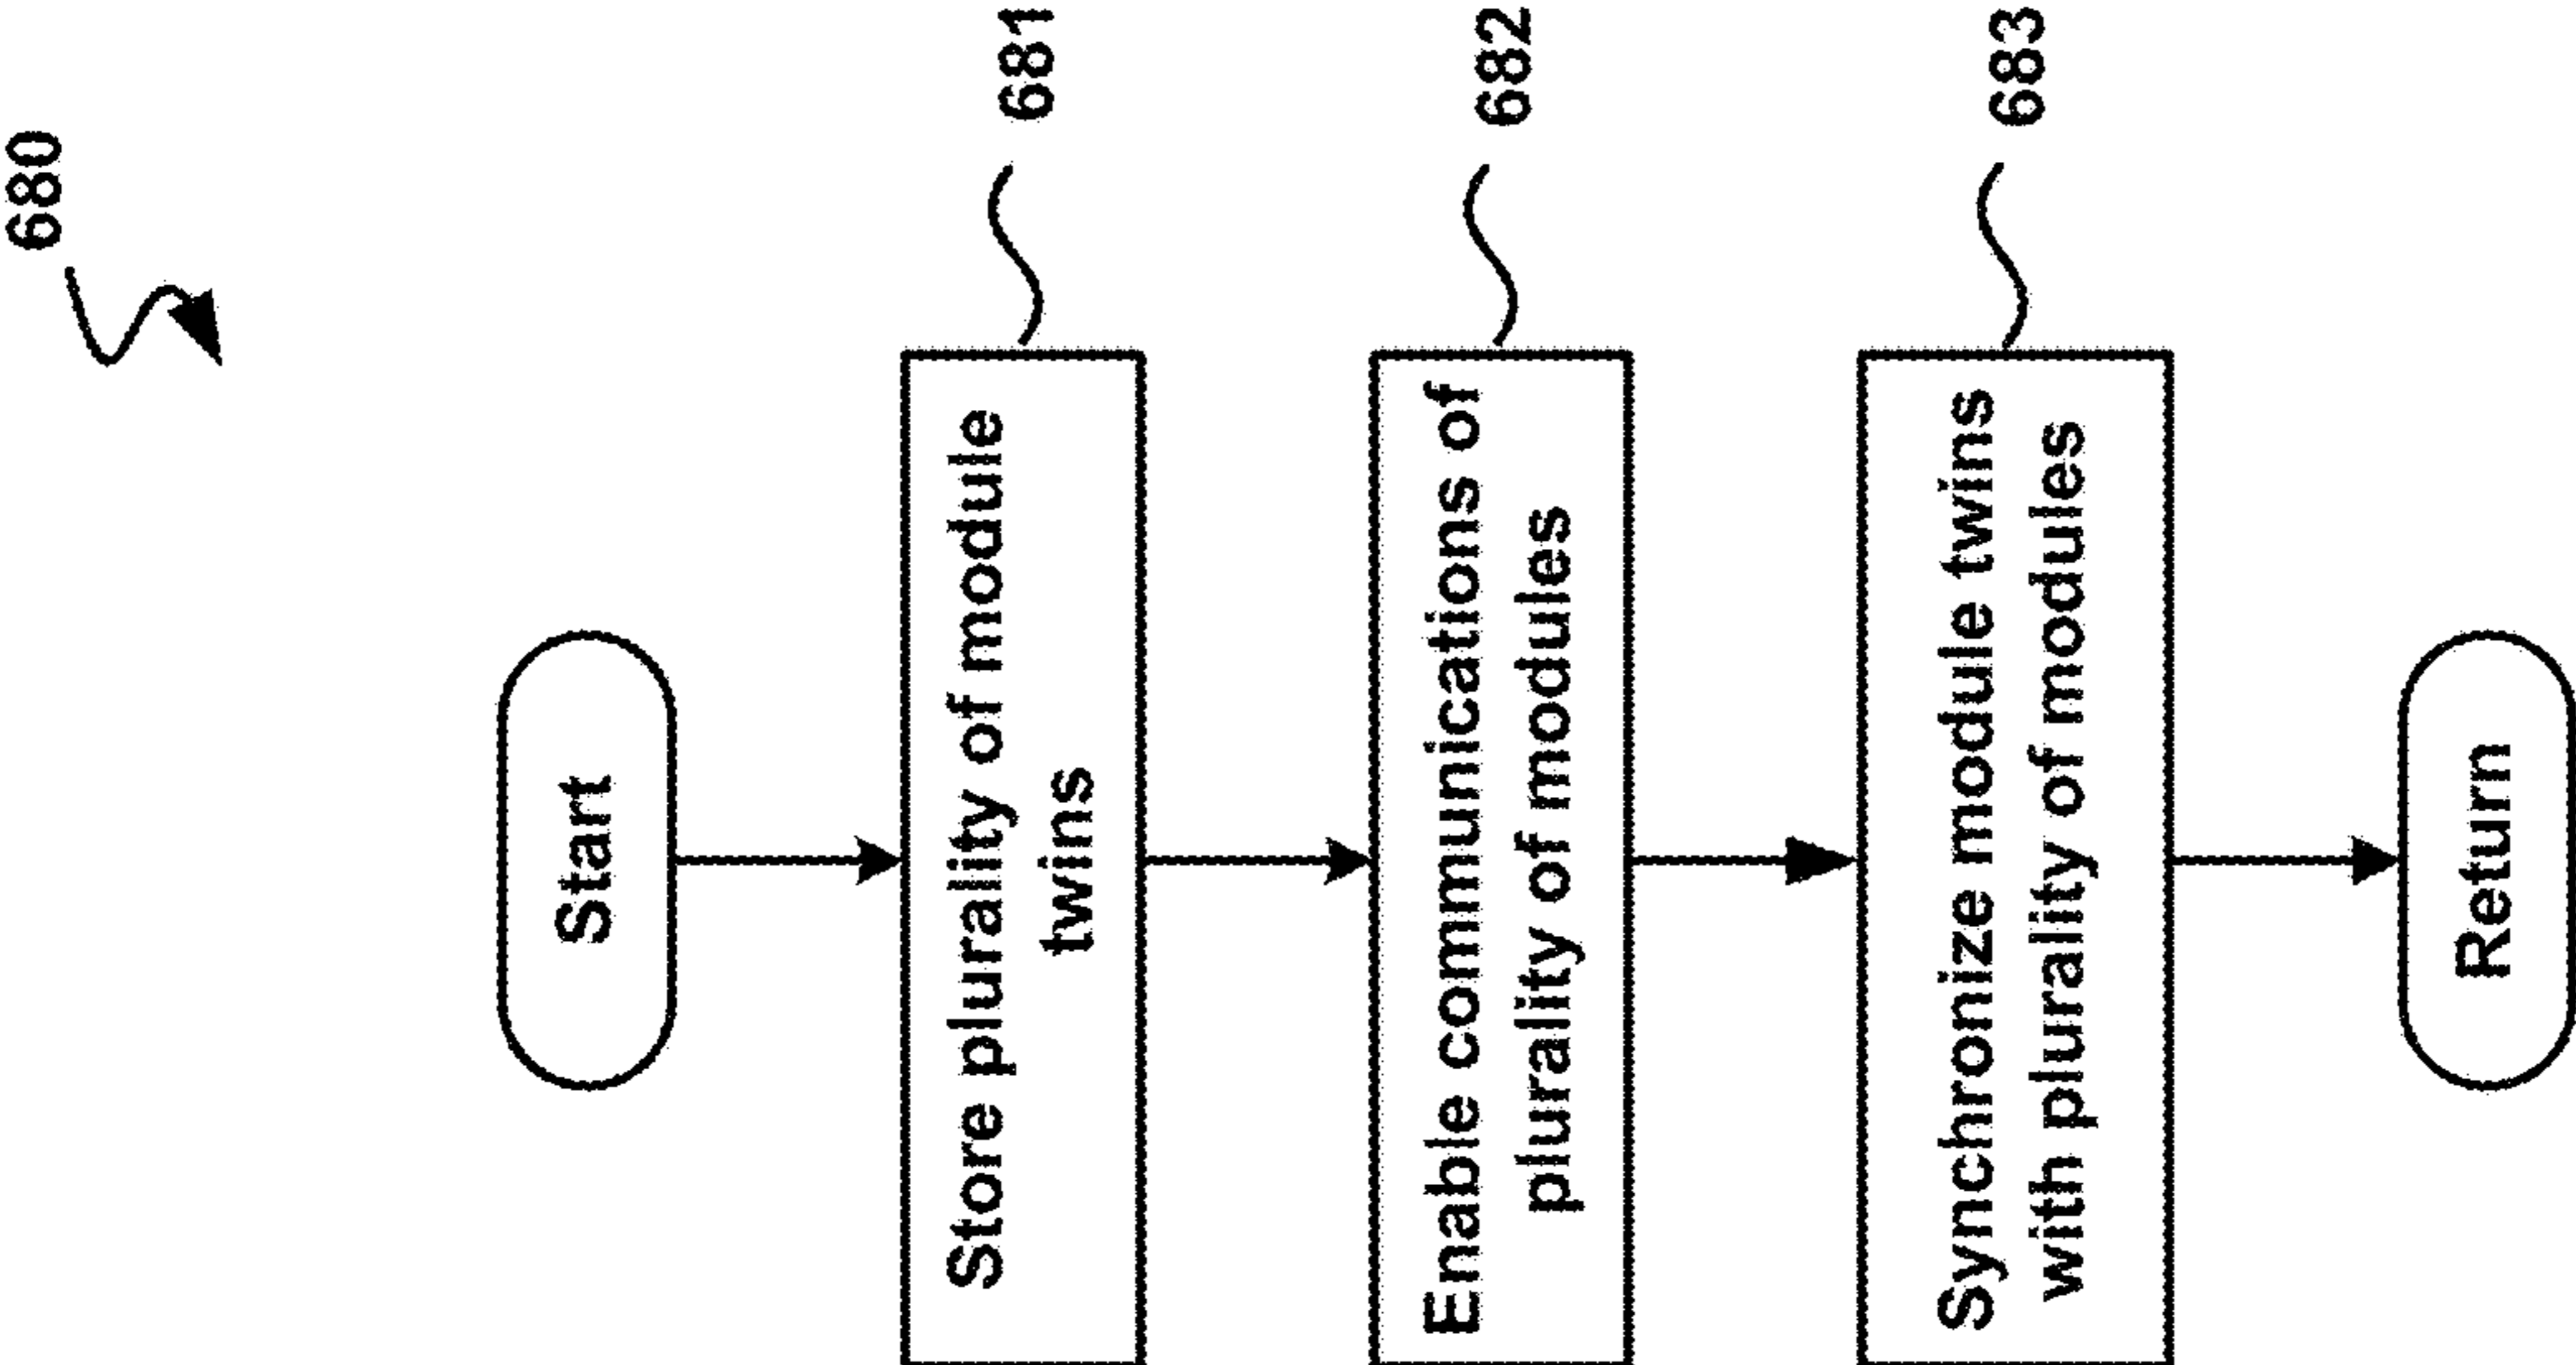 680
Start
Store plurality of module
twins
681
Enable communications of
plurality of modules
682
Synchronize module twins
with plurality of modules
683
Return